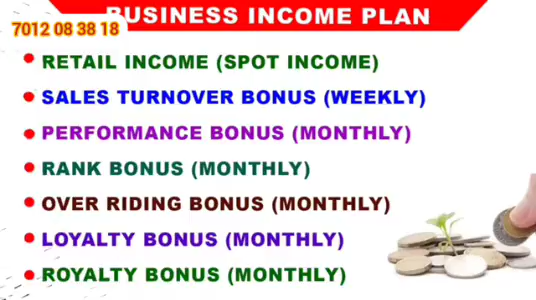 BUSINESS INCOME PLAN
7012 08 38 18
RETAIL INCOME (SPOT INCOME)
SALES TURNOVER BONUS (WEEKLY)
PERFORMANCE BONUS (MONTHLY)
RANK BONUS (MONTHLY)
OVER RIDING BONUS (MONTHLY)
LOYALTY BONUS (MONTHLY)
ROYALTY BONUS (MONTHLY)